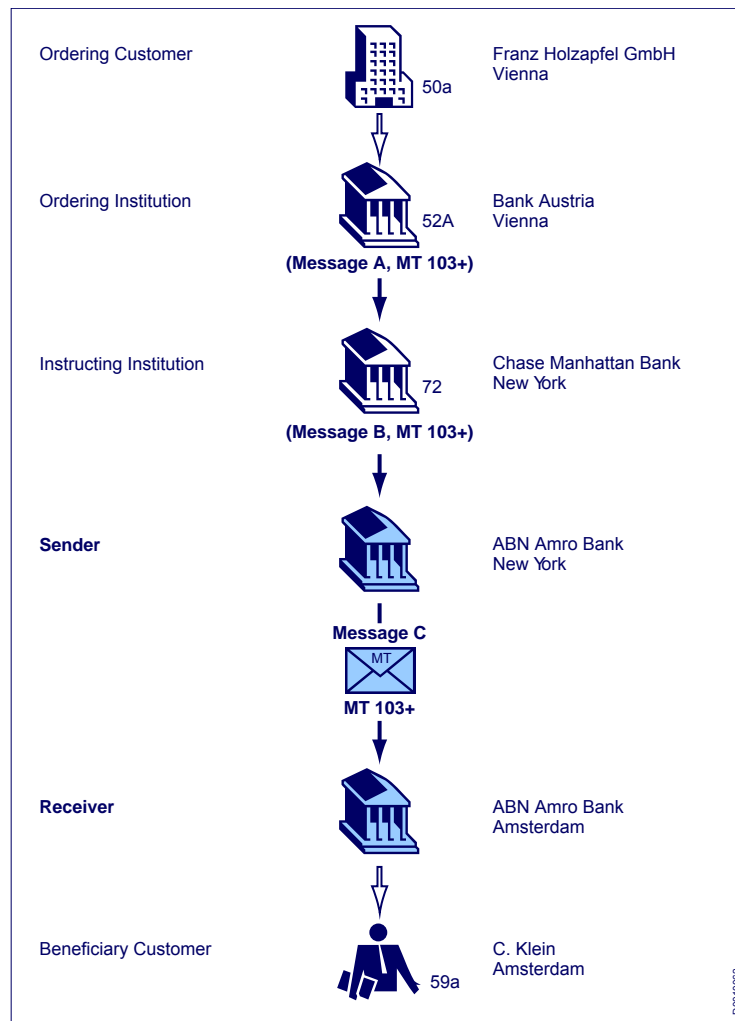 Ordering Customer
50a
Franz Holzapfel GmbH
Vienna
Ordering Institution
52A
Bank Austria
Vienna
(Message A, MT 103+)
Instructing Institution
72
Chase Manhattan Bank
New York
(Message B, MT 103+)
Sender
ABN Amro Bank
New York
Message C
MT
MT 103+
Receiver
ABN Amro Bank
Amsterdam
Beneficiary Customer
59a
C. Klein
Amsterdam